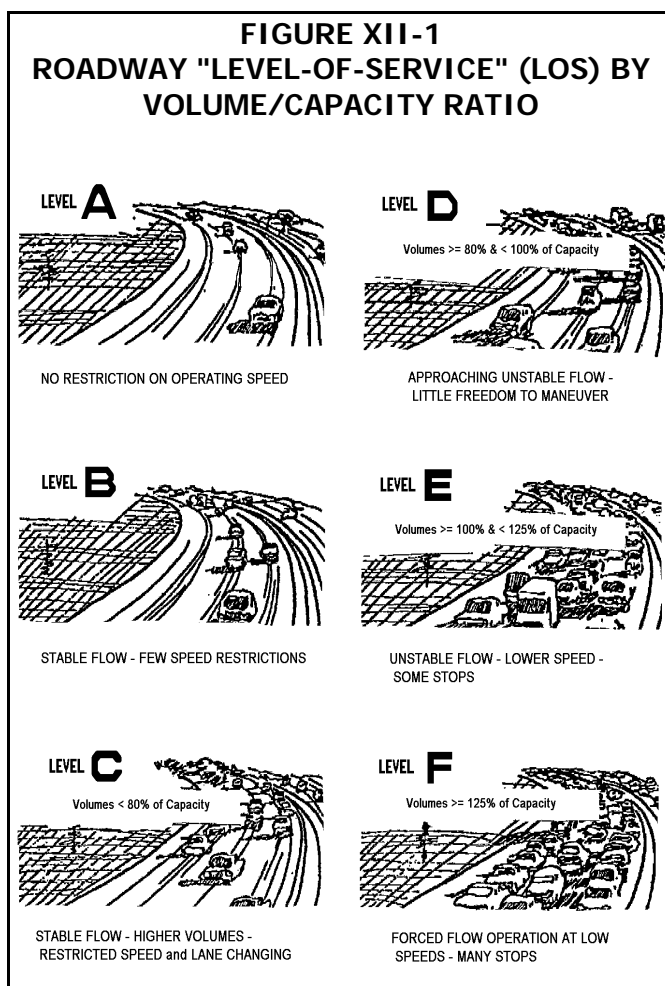 FIGURE XII-1
ROADWAY "LEVEL-OF-SERVICE" (LOS) BY
VOLUME/CAPACITY RATIO
LEVEL A
NO RESTRICTION ON OPERATING SPEED
LEVEL B
STABLE FLOW - FEW SPEED RESTRICTIONS
LEVEL C
Volumes < 80% of Capacity
STABLE FLOW - HIGHER VOLUMES -
RESTRICTED SPEED and LANE CHANGING
LEVEL D
Volumes >= 80% & < 100% of Capacity
APPROACHING UNSTABLE FLOW -
LITTLE FREEDOM TO MANEUVER
LEVEL E
Volumes >= 100% & < 125% of Capacity
UNSTABLE FLOW - LOWER SPEED -
SOME STOPS
LEVEL F
Volumes >= 125% of Capacity
FORCED FLOW OPERATION AT LOW
SPEEDS - MANY STOPS